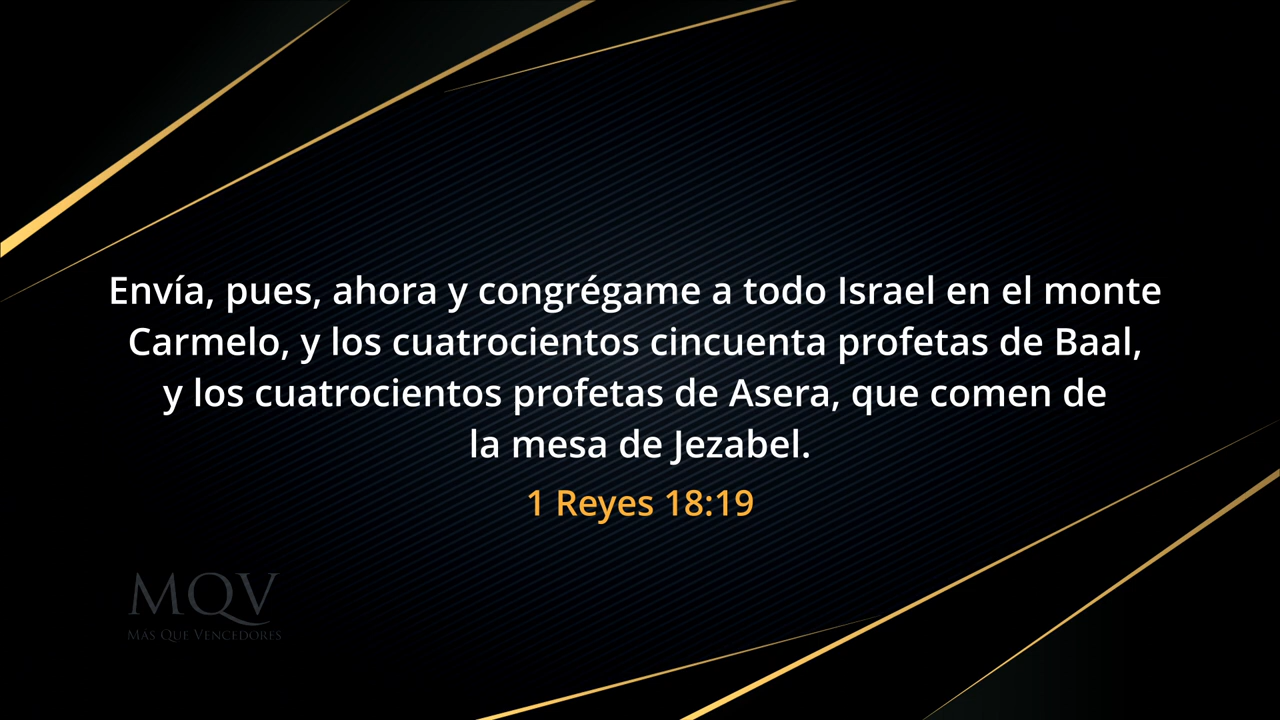 Envía, pues, ahora y congrégame a todo Israel en el monte
Carmelo, y los cuatrocientos cincuenta profetas de Baal,
y los cuatrocientos profetas de Asera, que comen de
la mesa de Jezabel.
1 Reyes 18:19
MQV
Más Que Vencedores